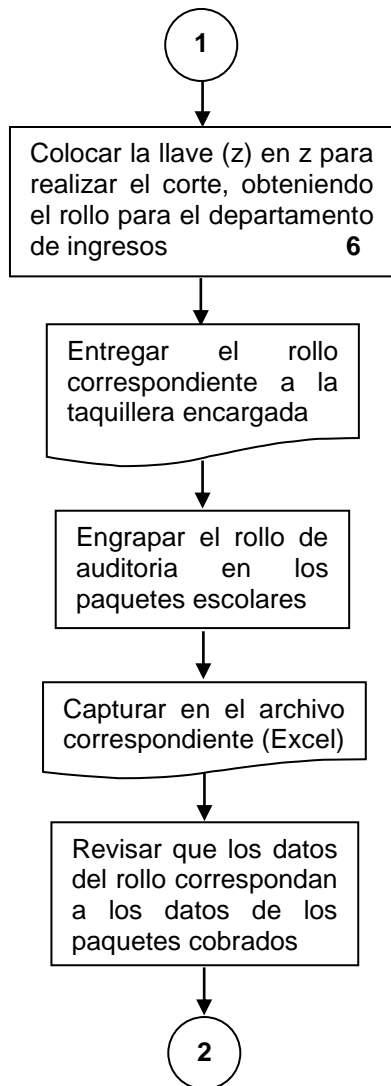 1
Colocar la llave (z) en z para
realizar el corte, obteniendo
el rollo para el departamento
de ingresos 6
Entregar el rollo
correspondiente a la
taquillera encargada
Engrapar el rollo de
auditoria en los
paquetes escolares
Capturar en el archivo
correspondiente (Excel)
Revisar que los datos
del rollo correspondan
a los datos de los
paquetes cobrados
2